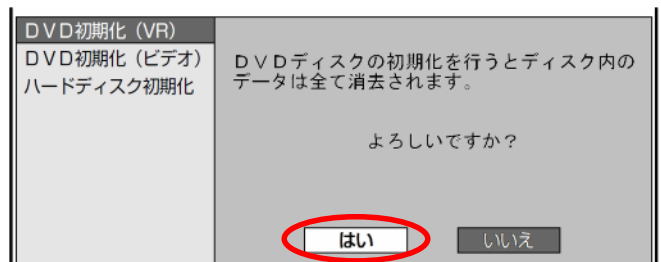 ＤＶＤ初期化（VR）
ＤＶＤ初期化（ビデオ）
ハードディスク初期化
ＤＶＤディスクの初期化を行うとディスク内の
データは全て消去されます。
よろしいですか？
はい
いいえ